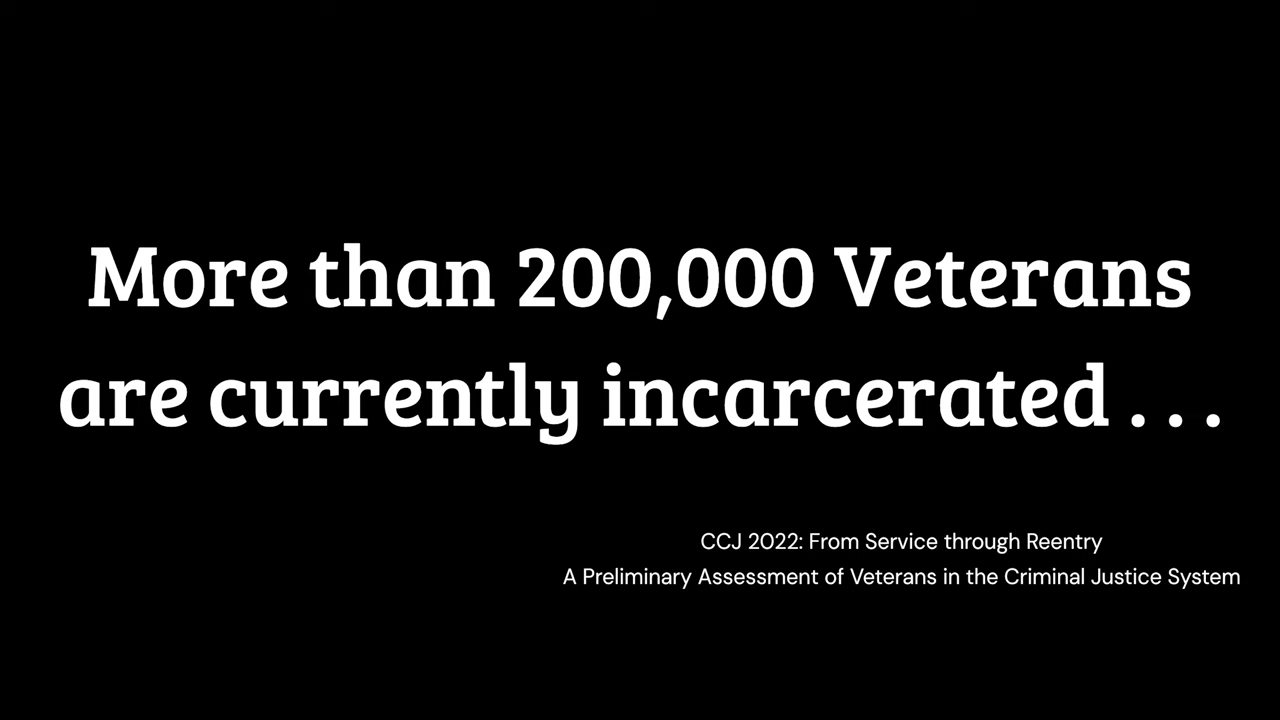 More than 200,000 Veterans
are currently incarcerated . . .
CCJ 2022: From Service through Reentry
A Preliminary Assessment of Veterans in the Criminal Justice System